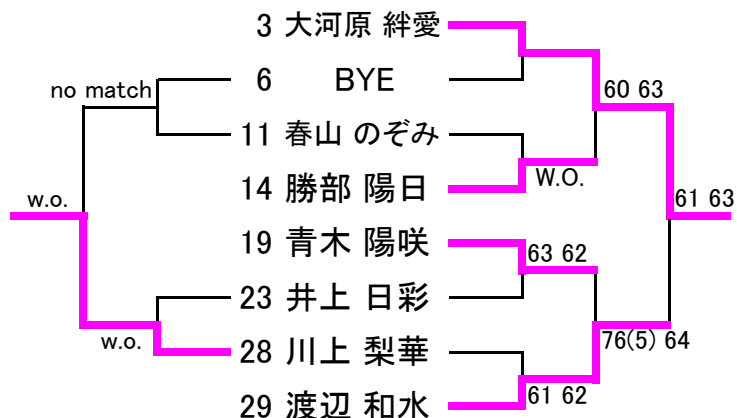 3 大河原 絆愛
6 BYE
no match
60 63
11 春山 のぞみ
14 勝部 陽日
W.O.
w.o.
61 63
19 青木 陽咲
63 62
23 井上 日彩
w.o.
28 川上 梨華
76(5) 64
61 62
29 渡辺 和水